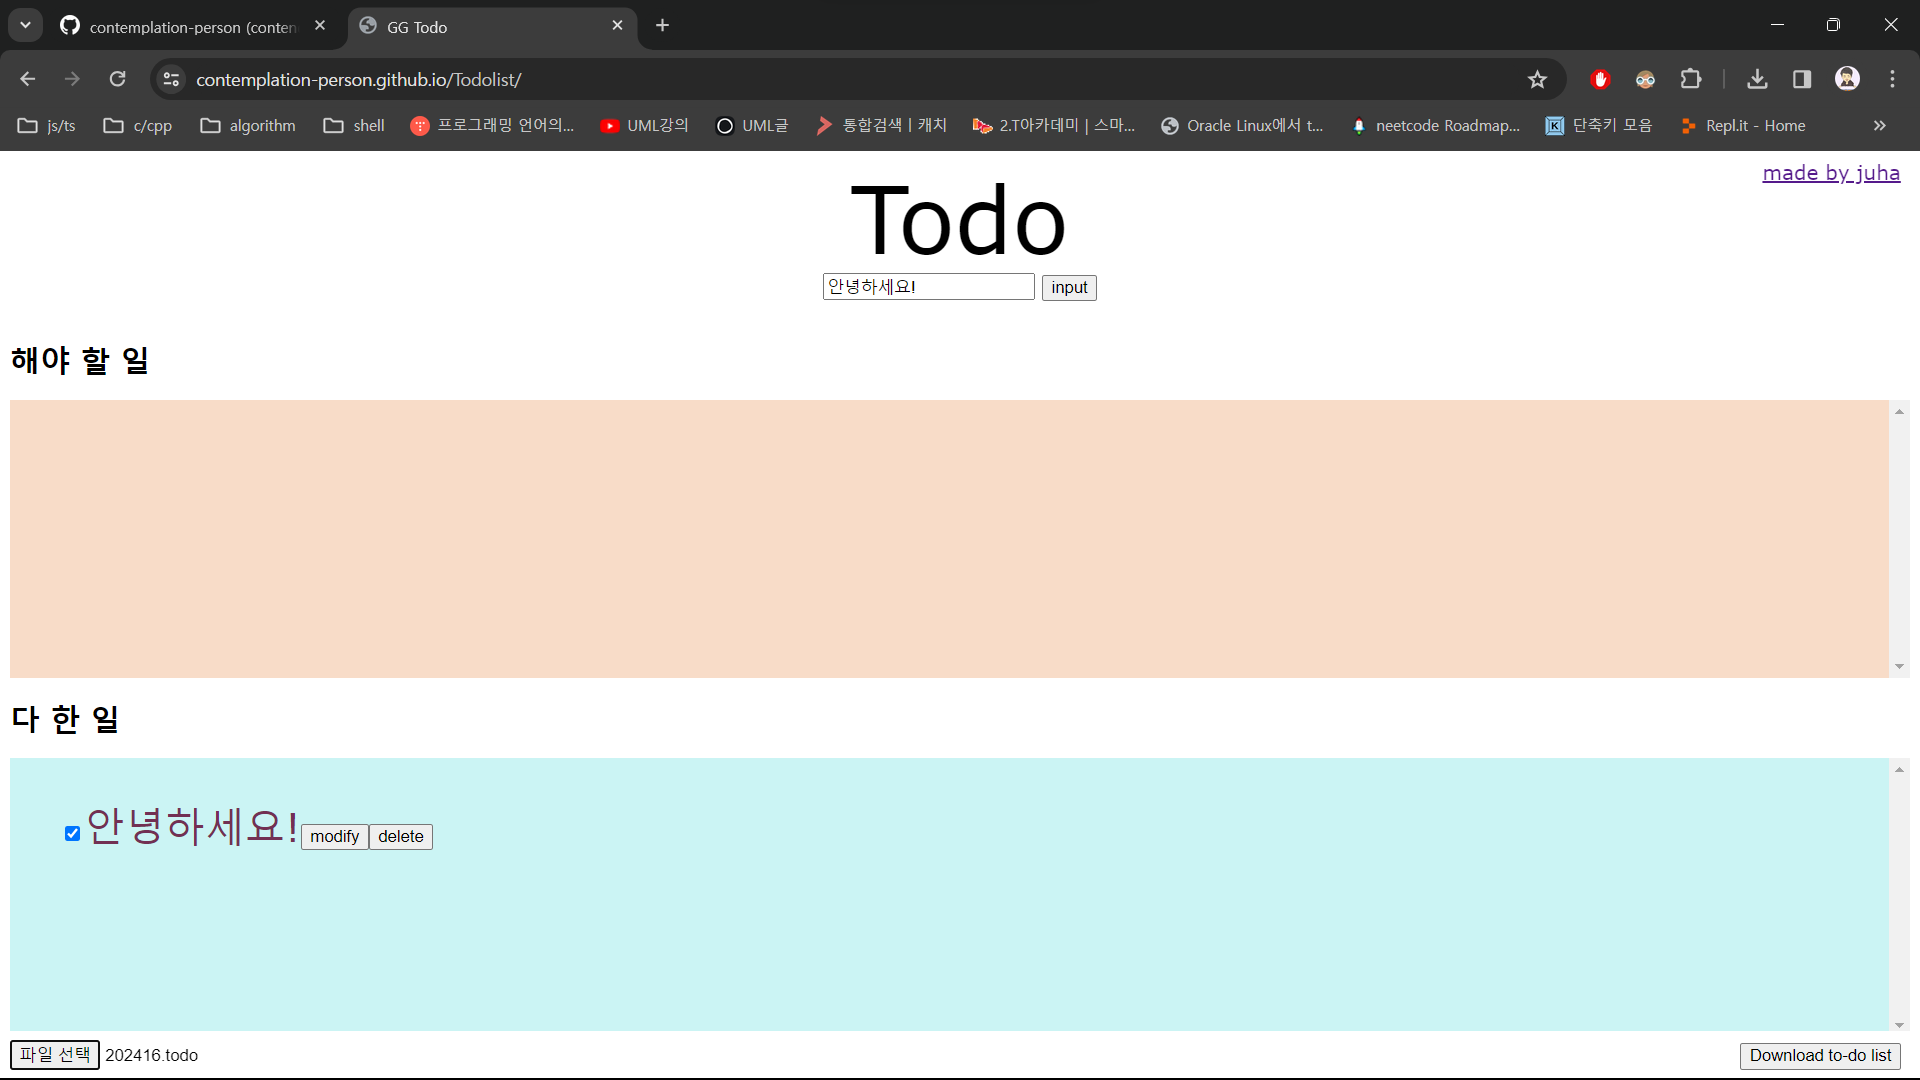 contemplation-person (conten
GG Todo
contemplation-person.github.io/Todolist/
js/ts
c/cpp
algorithm
shell
프로그래밍 언어의...
UML강의
UML글
통합검색 | 캐치
2.T아카데미 | 스마...
Oracle Linux에서 t...
neetcode Roadmap...
K
단축키 모음
Repl.it - Home
made by juha
Todo
안녕하세요!
input
해야 할 일
다 한 일
안녕하세요! modify delete
파일 선택 202416.todo
Download to-do list